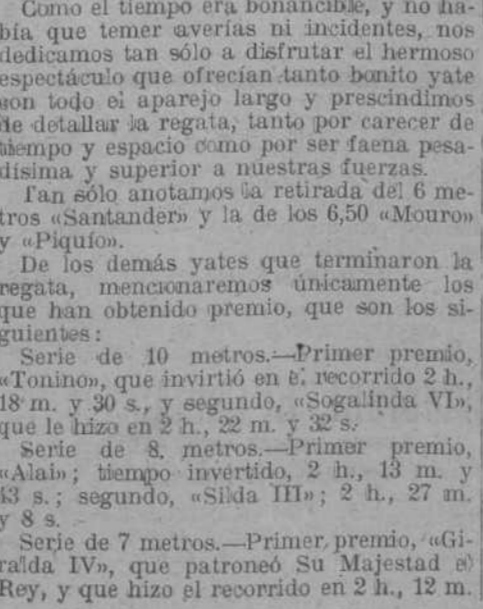 Como el tiempo era bonancible, y no ha-
bía que temer averías ni incidentes, nos
dedicamos tan sólo a disfrutar el hermoso
espectáculo que ofrecían tanto bonito yate
con todo el aparejo largo y prescindimos
de detallar la regata, tanto por carecer de
tiempo y espacio como por ser faena pesa-
dísima y superior a nuestras fuerzas.
Tan sólo anotamos la retirada del 6 me-
tros «Santander» y la de los 6,50 «Mouro»
y «Piquío».
De los demás yates que terminaron la
regata, mencionaremos únicamente los
que han obtenido premio, que son los si-
guientes:
Serie de 10 metros.—Primer premio,
«Tonino», que invirtió en el recorrido 2 h.,
18 m. y 30 s., y segundo, «Sogalinda VI»,
que le hizo en 2 h., 22 m. y 32 s.
Serie de 8. metros.—Primer premio,
«Alai»; tiempo invertido, 2 h., 13 m. y
s.; segundo, «Silda III»; 2 h., 27 m.
y 8 s.
Serie de 7 metros.—Primer premio, «Gi-
ralda IV», que patroneó Su Majestad el
Rey, y que hizo el recorrido en 2 h., 12 m.